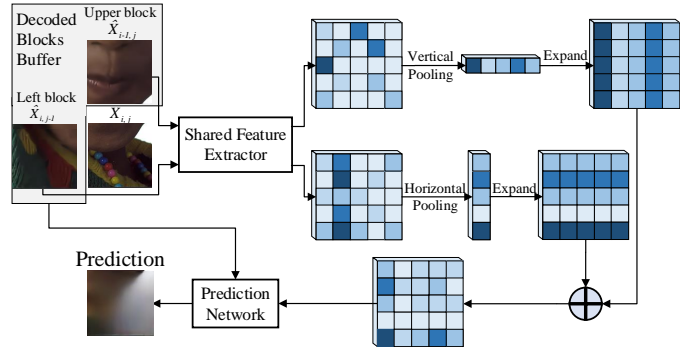 Decoded
Blocks
Buffer
Upper block
X̂i-1, j
Left block
X̂i, j-1
Xi, j
Shared Feature
Extractor
Vertical
Pooling
Expand
Horizontal
Pooling
Expand
Prediction
Prediction
Network